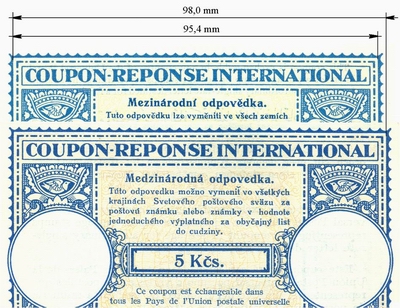 98,0 mm
95,4 mm
COUPON-REPONSE INTERNATIONAL
Mezinárodní odpovědka.
Tuto odpovědku lze vyměniti ve všech zemích
COUPON-REPONSE INTERNATIONAL
Medzinárodná odpovedka.
Túto odpovedku možno vymeniť vo všetkých
krajinách Svetového poštového sväzu za
poštovú známku alebo známky v hodnote
jednoduchého výplatného za obyčajný list
do cudziny.
5 Kčs.
Ce coupon est échangeable dans
tous les Pays de l'Union postale universelle